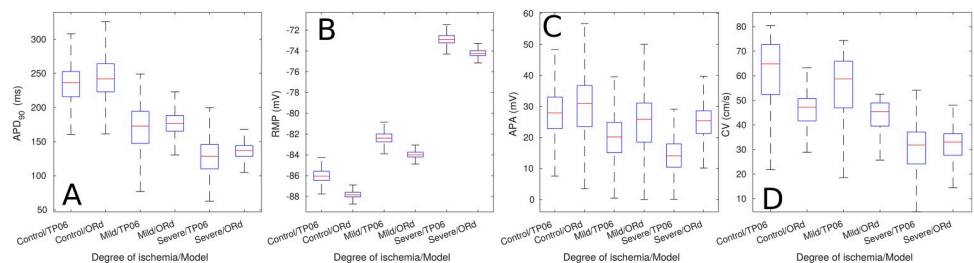 A
APD90 (ms)
300
250
200
150
100
50
Control/TP06
Control/ORd
Mild/TP06
Mild/ORd
Severe/TP06
Severe/ORd
Degree of ischemia/Model
B
RMP (mV)
-72
-74
-76
-78
-80
-82
-84
-86
-88
Control/TP06
Control/ORd
Mild/TP06
Mild/ORd
Severe/TP06
Severe/ORd
Degree of ischemia/Model
C
APA (mV)
60
50
40
30
20
10
0
Control/TP06
Control/ORd
Mild/TP06
Mild/ORd
Severe/TP06
Severe/ORd
Degree of ischemia/Model
D
CV (cm/s)
80
70
60
50
40
30
20
10
Control/TP06
Control/ORd
Mild/TP06
Mild/ORd
Severe/TP06
Severe/ORd
Degree of ischemia/Model